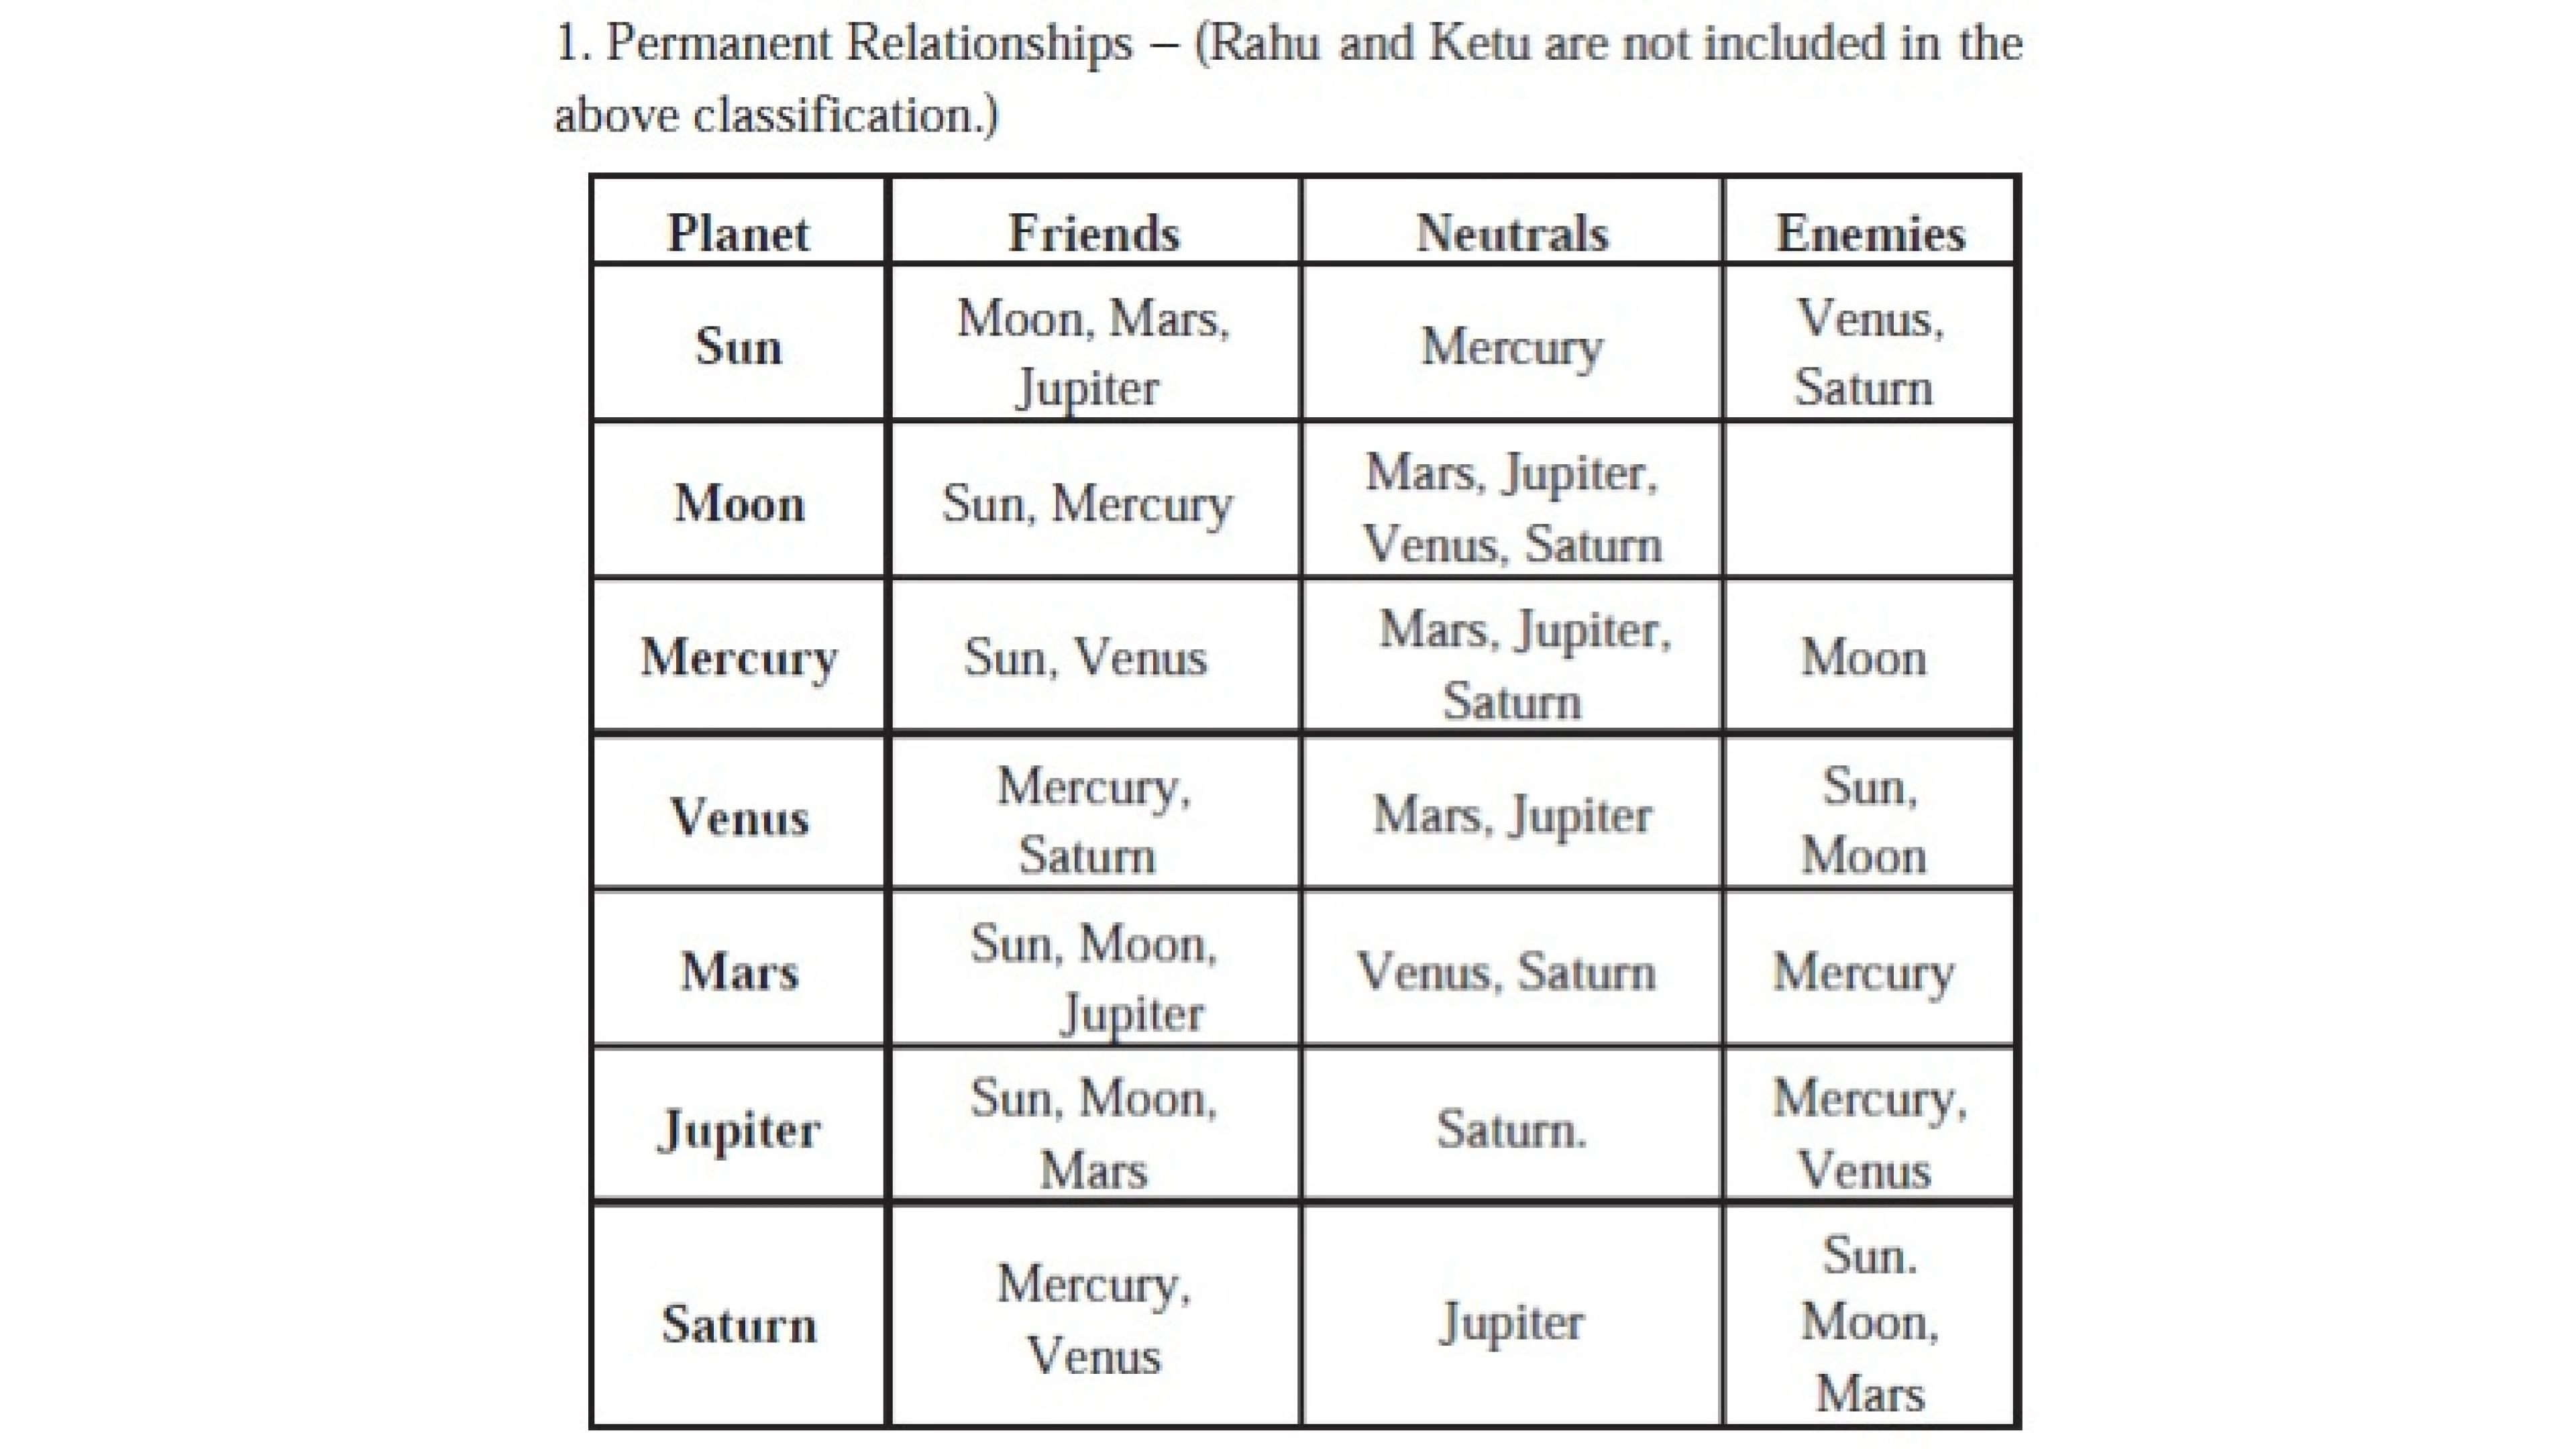 1. Permanent Relationships – (Rahu and Ketu are not included in the
above classification.)
Planet Friends Neutrals Enemies
Sun
Moon, Mars,
Jupiter
Mercury
Venus,
Saturn
Moon
Sun, Mercury
Mars, Jupiter,
Venus, Saturn
Mercury
Sun, Venus
Mars, Jupiter,
Saturn
Moon
Venus
Mercury,
Saturn
Mars, Jupiter
Sun,
Moon
Mars
Sun, Moon,
Jupiter
Venus, Saturn
Mercury
Jupiter
Sun, Moon,
Mars
Saturn.
Mercury,
Venus
Saturn
Mercury,
Venus
Jupiter
Sun.
Moon,
Mars